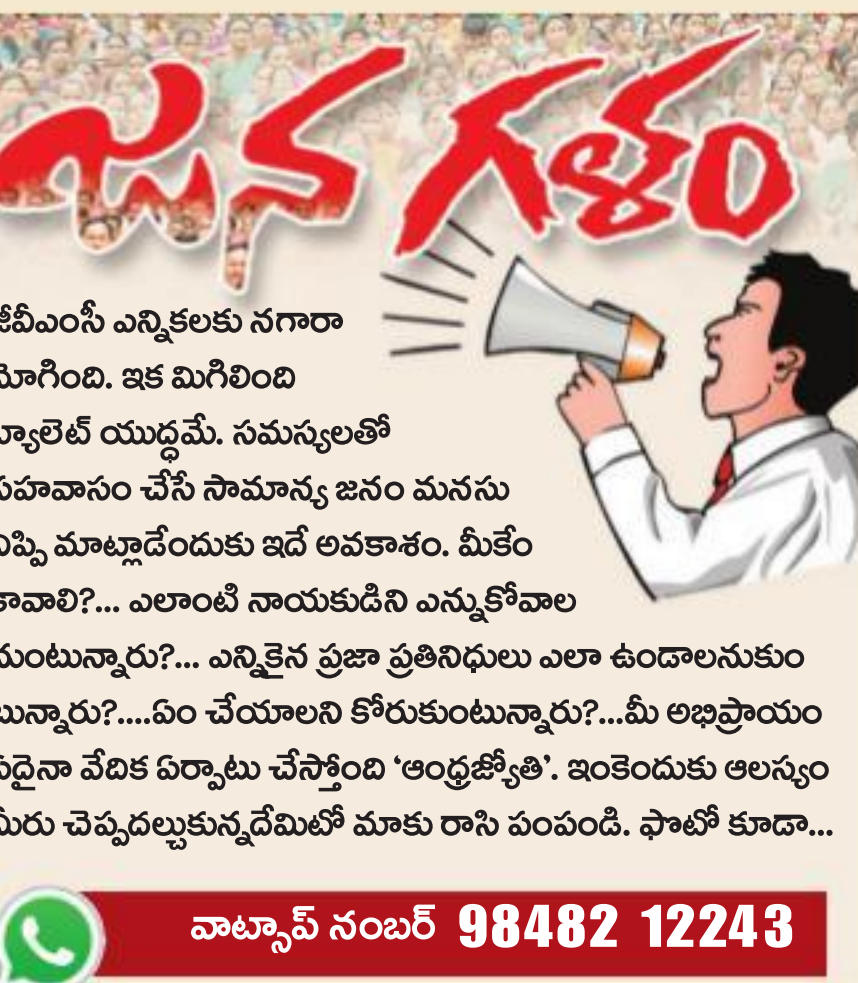 జన గళం
జీవీఎంసీ ఎన్నికలకు నగారా
మోగింది. ఇక మిగిలింది
బ్యాలెట్ యుద్ధమే. సమస్యలతో
సహవాసం చేసే సామాన్య జనం మనసు
విప్పి మాట్లాడేందుకు ఇదే అవకాశం. మీకేం
కావాలి?... ఎలాంటి నాయకుడిని ఎన్నుకోవాల
నుంటున్నారు?... ఎన్నికైన ప్రజా ప్రతినిధులు ఎలా ఉండాలనుకుం
టున్నారు?....ఏం చేయాలని కోరుకుంటున్నారు?...మీ అభిప్రాయం
ఏదైనా వేదిక ఏర్పాటు చేస్తోంది ‘ఆంధ్రజ్యోతి’. ఇంకెందుకు ఆలస్యం
మీరు చెప్పదల్చుకున్నదేమిటో మాకు రాసి పంపండి. ఫొటో కూడా...
వాట్సాప్ నంబర్ 98482 12243